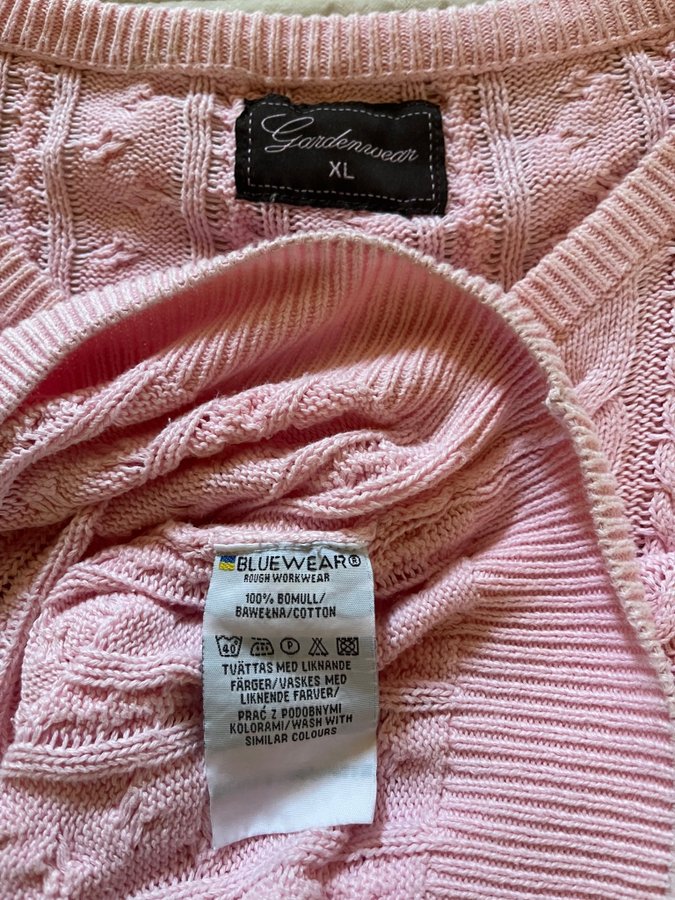 Gardenwear
XL
BLUEWEAR®
ROUGH WORKWEAR
100% BOMULL/
BAWEŁNA/COTTON
40 P
TVÄTTAS MED LIKNANDE
FÄRGER/VASKES MED
LIKNENDE FARVER/
PRAĆ Z PODOBNYMI
KOLORAMI/WASH WITH
SIMILAR COLOURS